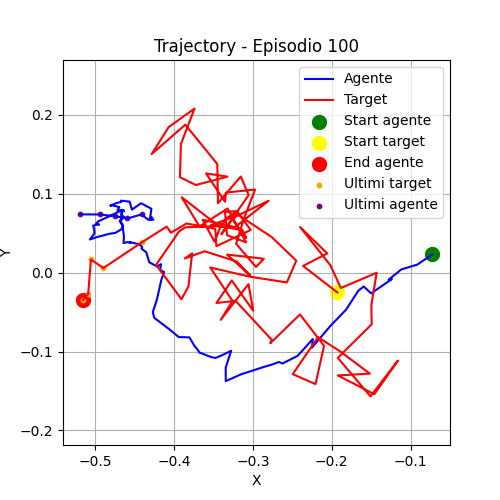 Trajectory - Episodio 100
Agente
Target
Start agente
Start target
End agente
Ultimi target
Ultimi agente
0.2
0.1
0.0
−0.1
−0.2
Y
−0.5 −0.4 −0.3 −0.2 −0.1
X